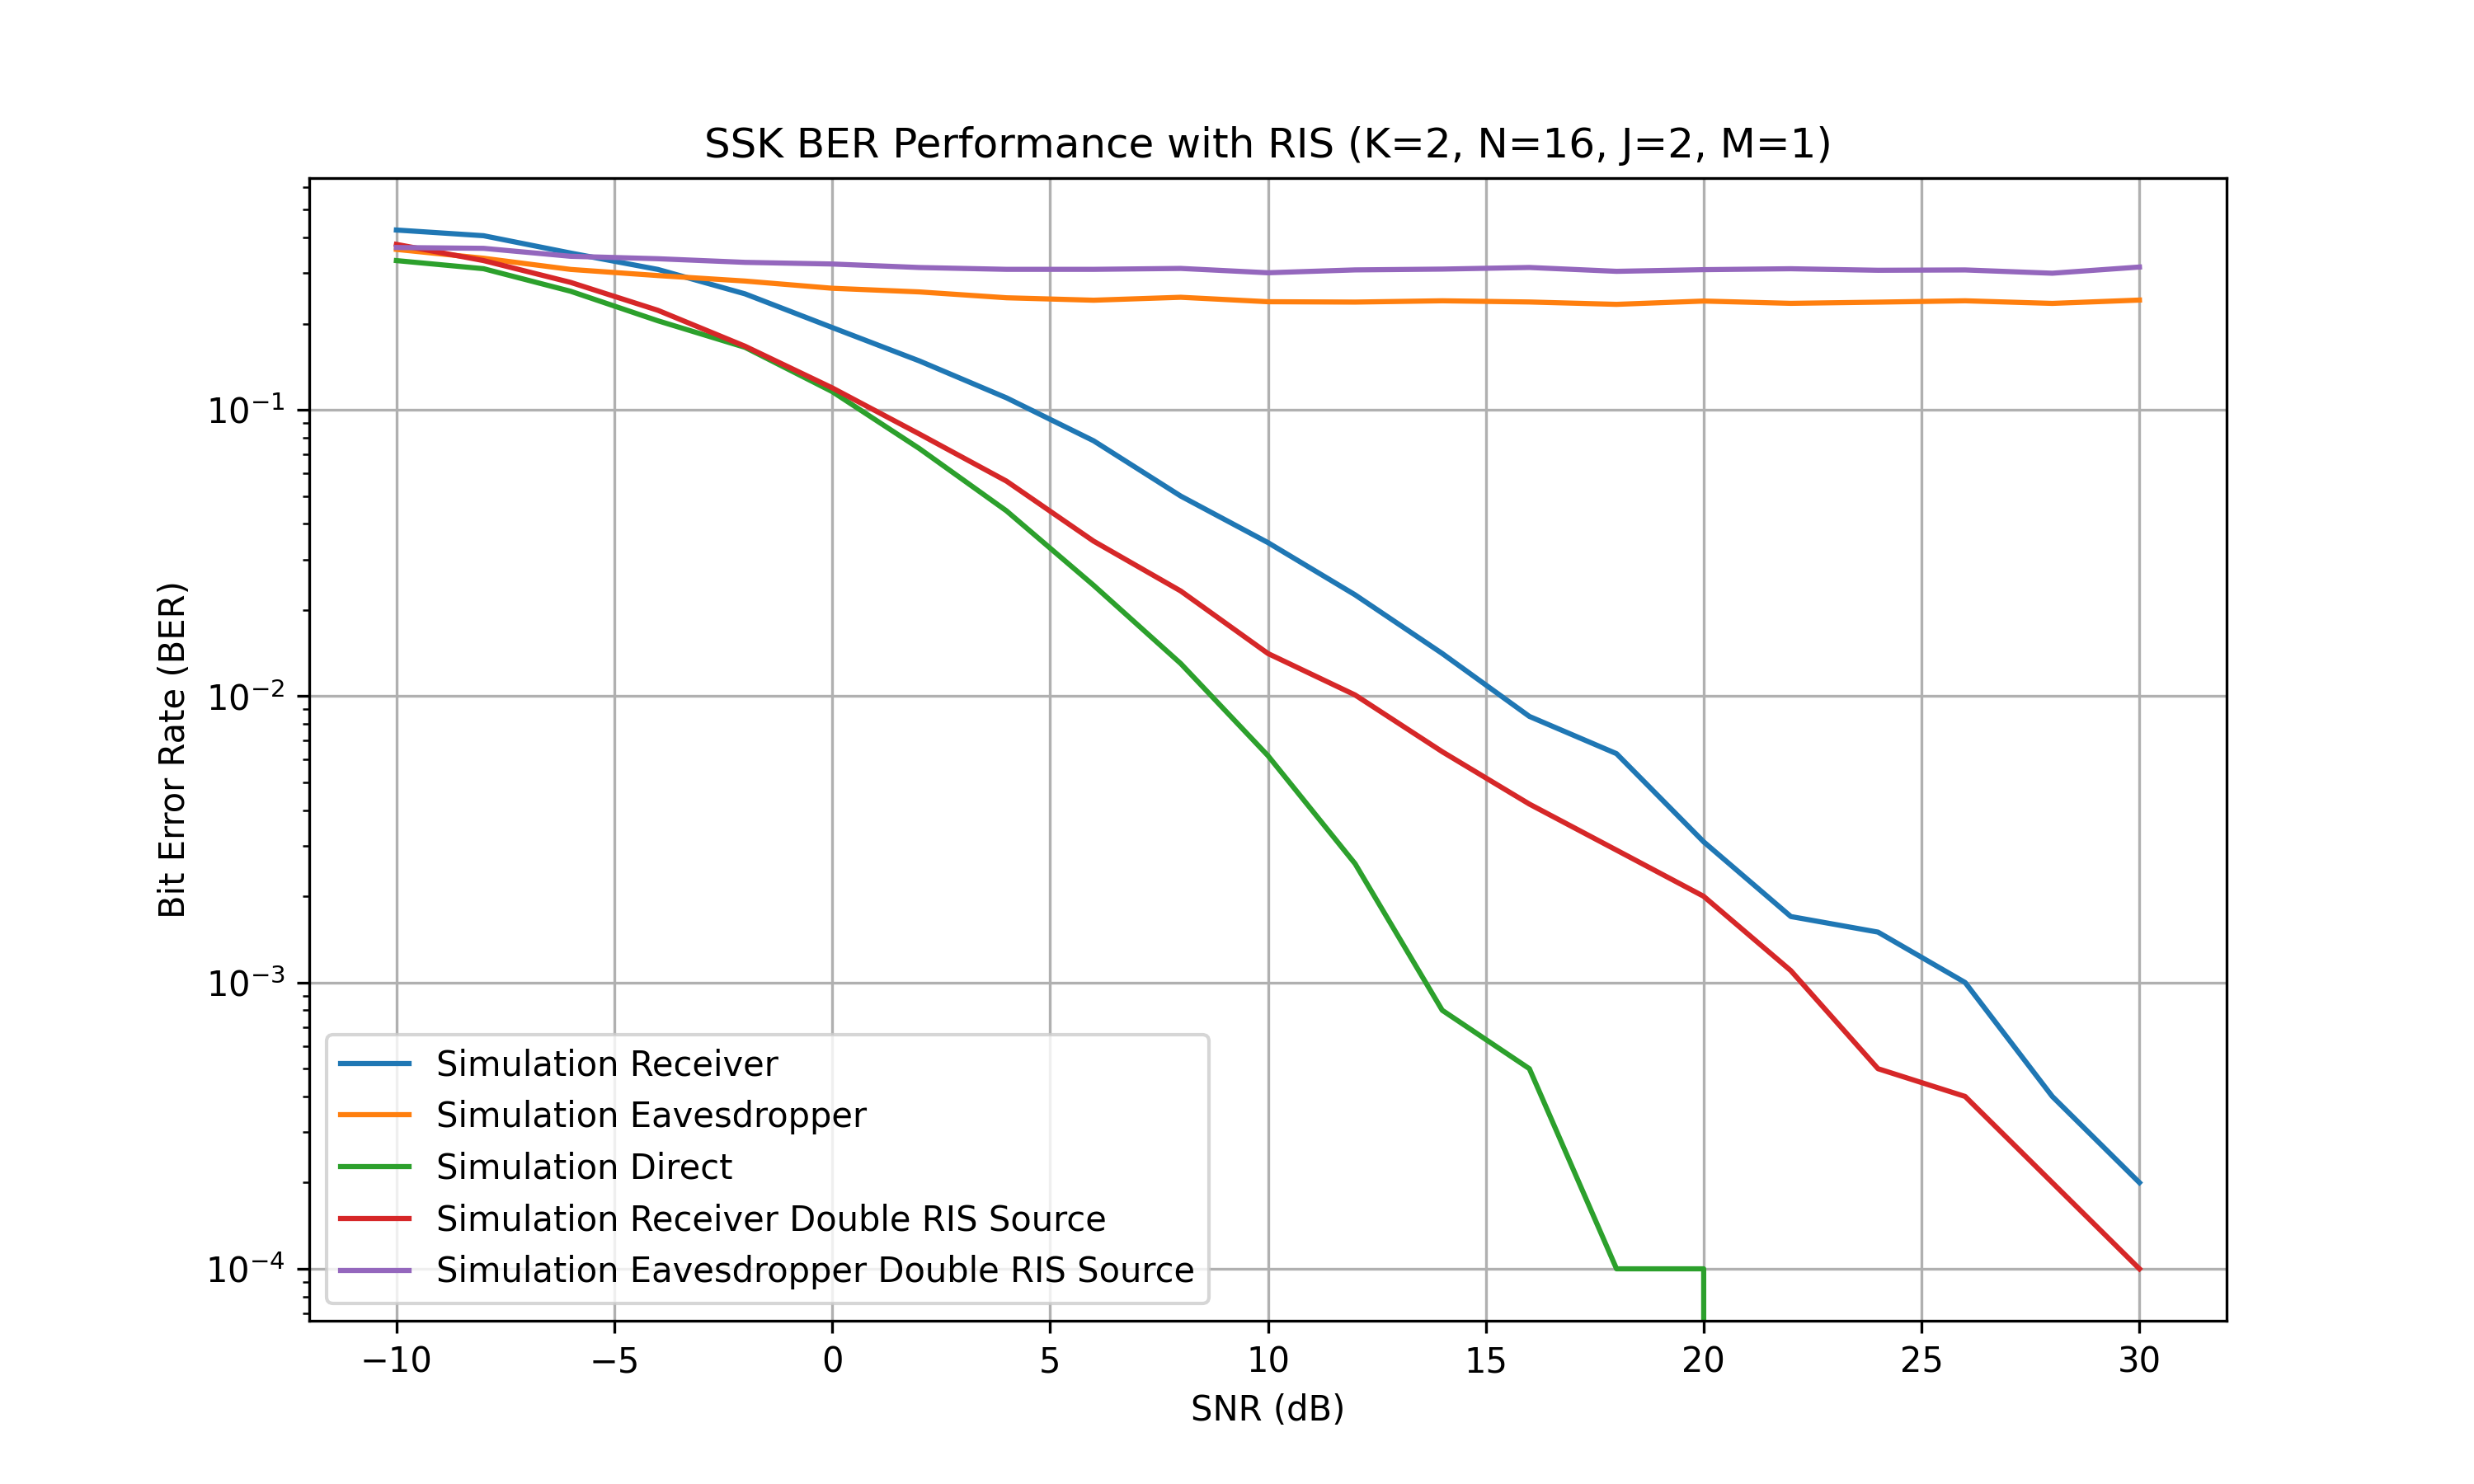 SSK BER Performance with RIS (K=2, N=16, J=2, M=1)
Bit Error Rate (BER)
10⁻¹
10⁻²
10⁻³
10⁻⁴
Simulation Receiver
Simulation Eavesdropper
Simulation Direct
Simulation Receiver Double RIS Source
Simulation Eavesdropper Double RIS Source
−10 −5 0 5 10 15 20 25 30
SNR (dB)